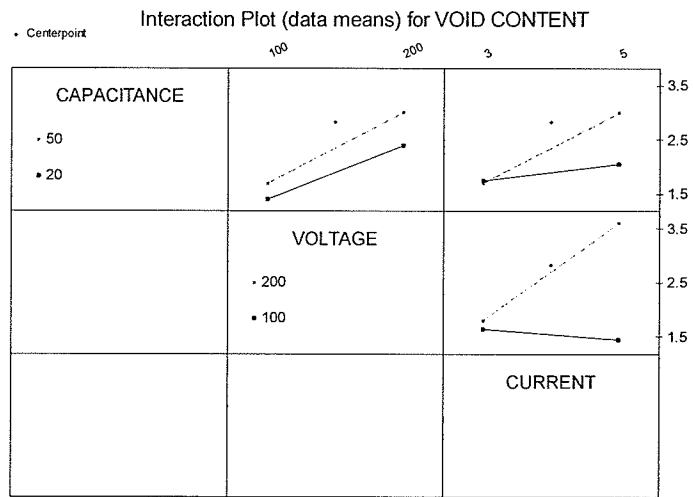 Interaction Plot (data means) for VOID CONTENT
Centerpoint
100 200 3 5
CAPACITANCE
50
20
3.5
2.5
1.5
VOLTAGE
200
100
3.5
2.5
1.5
CURRENT